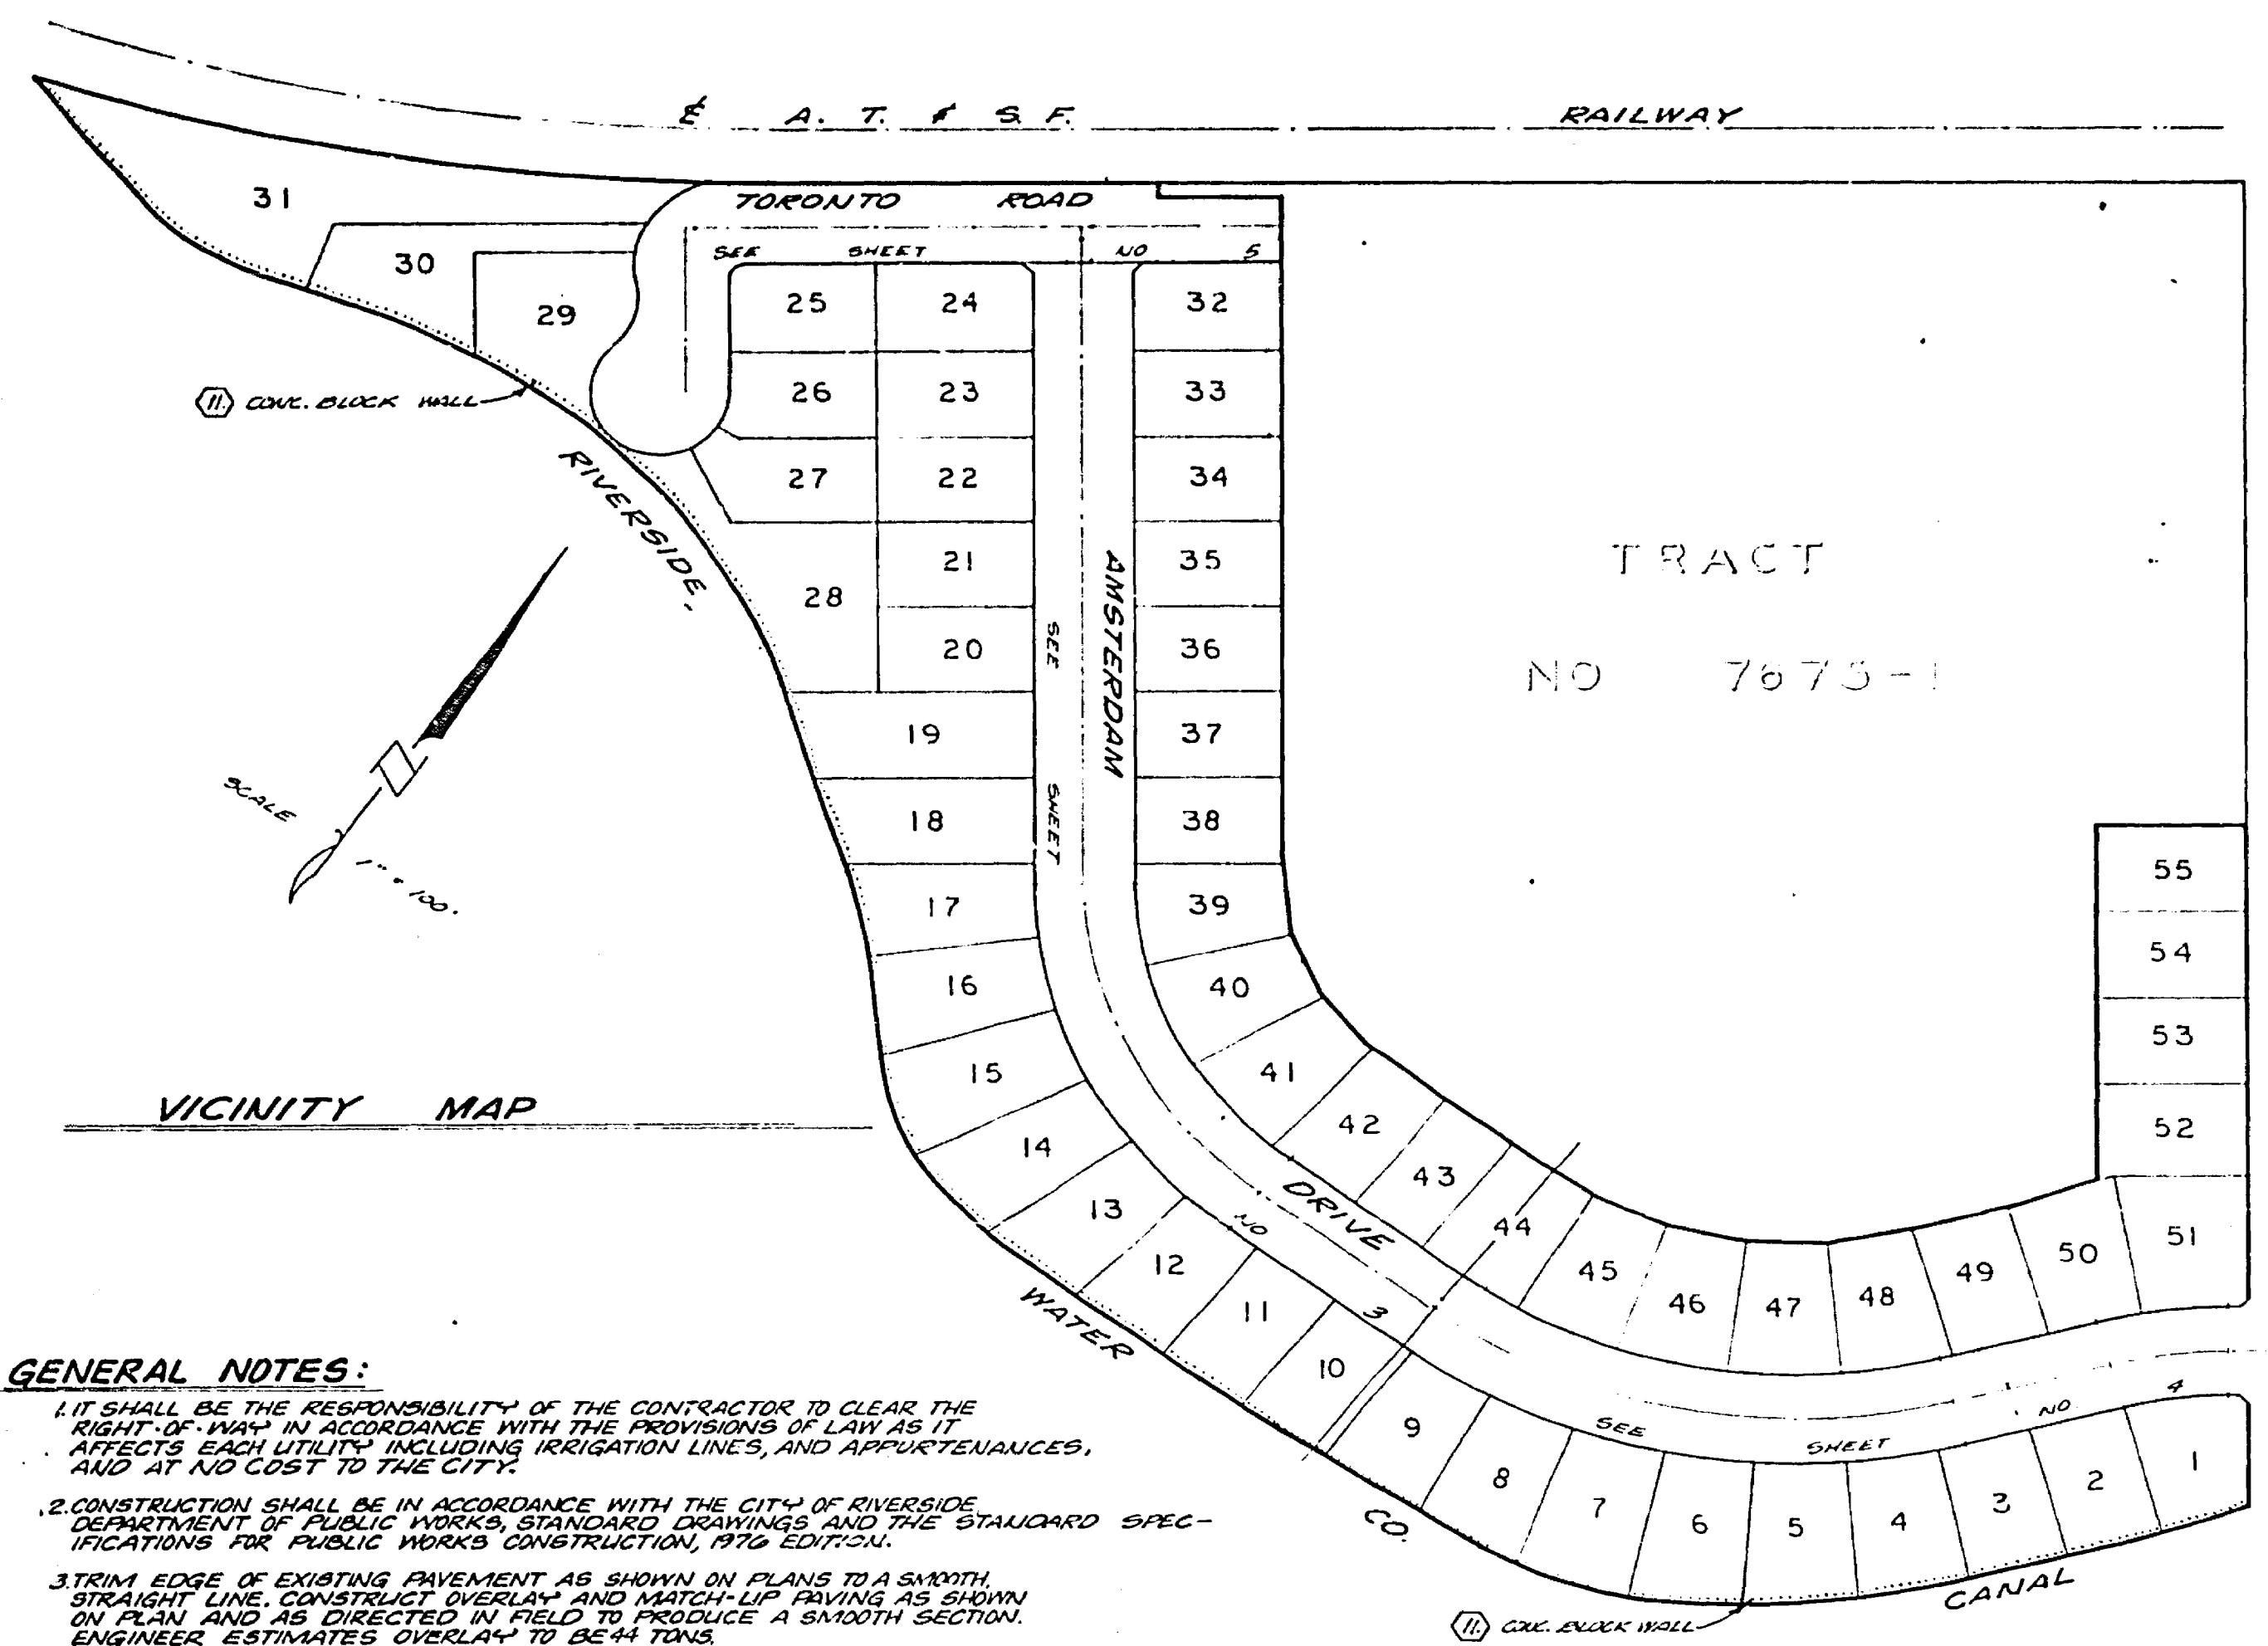 ℄ A. T. & S. F. RAILWAY
TORONTO ROAD
SEE SHEET NO 5
31
30
29
25
24
32
26
23
33
27
22
34
28
21
35
20
36
19
37
18
38
17
39
16
40
15
41
14
42
13
43
12
44
11
45
10
46
9
47
8
48
7
49
6
50
5
51
4
52
3
53
2
54
1
55
⑪ CONC. BLOCK WALL
RIVERSIDE
WATER
CO.
CANAL
AMSTERDAM
DRIVE
SEE SHEET NO 3
SEE SHEET NO 4
TRACT
NO 7673-1
N
SCALE
1" = 100'
VICINITY MAP
⑪ CONC. BLOCK WALL
GENERAL NOTES:
1. IT SHALL BE THE RESPONSIBILITY OF THE CONTRACTOR TO CLEAR THE
RIGHT-OF-WAY IN ACCORDANCE WITH THE PROVISIONS OF LAW AS IT
AFFECTS EACH UTILITY INCLUDING IRRIGATION LINES, AND APPURTENANCES,
AND AT NO COST TO THE CITY.
2. CONSTRUCTION SHALL BE IN ACCORDANCE WITH THE CITY OF RIVERSIDE
DEPARTMENT OF PUBLIC WORKS, STANDARD DRAWINGS AND THE STANDARD SPEC-
IFICATIONS FOR PUBLIC WORKS CONSTRUCTION, 1976 EDITION.
3. TRIM EDGE OF EXISTING PAVEMENT AS SHOWN ON PLANS TO A SMOOTH,
STRAIGHT LINE. CONSTRUCT OVERLAY AND MATCH-UP PAVING AS SHOWN
ON PLAN AND AS DIRECTED IN FIELD TO PRODUCE A SMOOTH SECTION.
ENGINEER ESTIMATES OVERLAY TO BE 44 TONS.